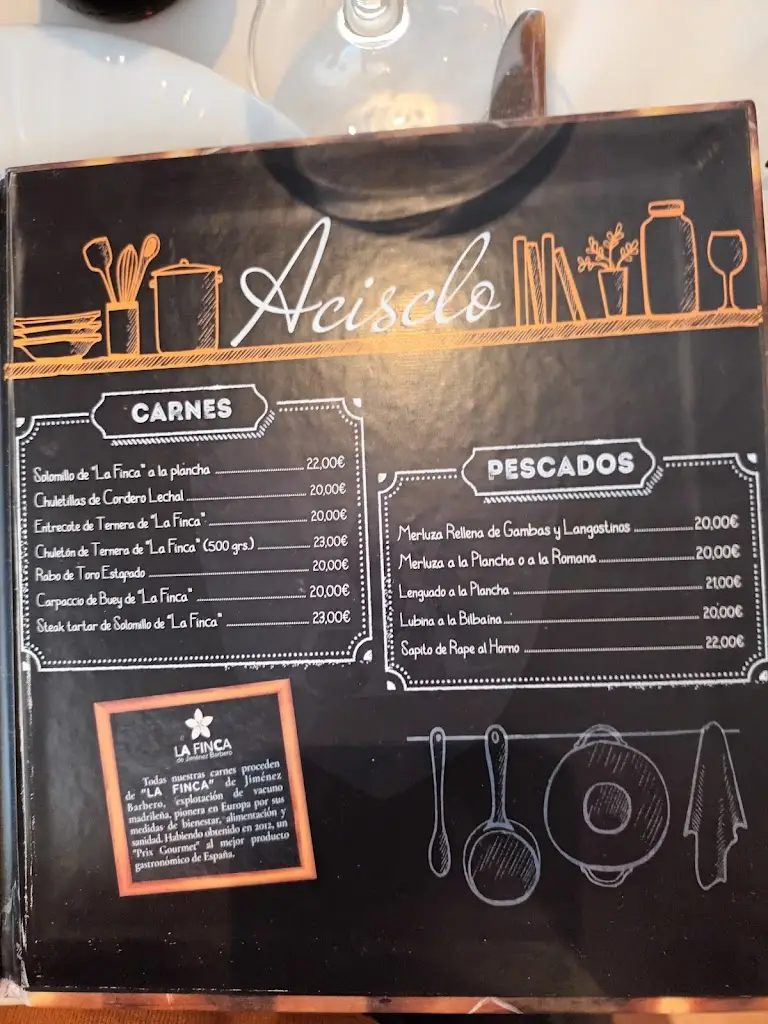 Acisclo
CARNES
Solomillo de "La Finca" a la plancha 22,00€
Chuletillas de Cordero Lechal 20,00€
Entrecote de Ternera de "La Finca" 20,00€
Chuletón de Ternera de "La Finca" (500 grs.) 23,00€
Rabo de Toro Estofado 20,00€
Carpaccio de Buey de "La Finca" 20,00€
Steak tartar de Solomillo de "La Finca" 23,00€
PESCADOS
Merluza Rellena de Gambas y Langostinos 20,00€
Merluza a la Plancha o a la Romana 20,00€
Lenguado a la Plancha 21,00€
Lubina a la Bilbaina 20,00€
Sapito de Rape al Horno 22,00€
LA FINCA
de Jiménez Barbero
Todas nuestras carnes proceden
de "LA FINCA" de Jiménez
Barbero, explotación de vacuno
madrileña, pionera en Europa por sus
medidas de bienestar, alimentación y
sanidad. Habiendo obtenido en 2012, un
"Prix Gourmet" al mejor producto
gastronómico de España.